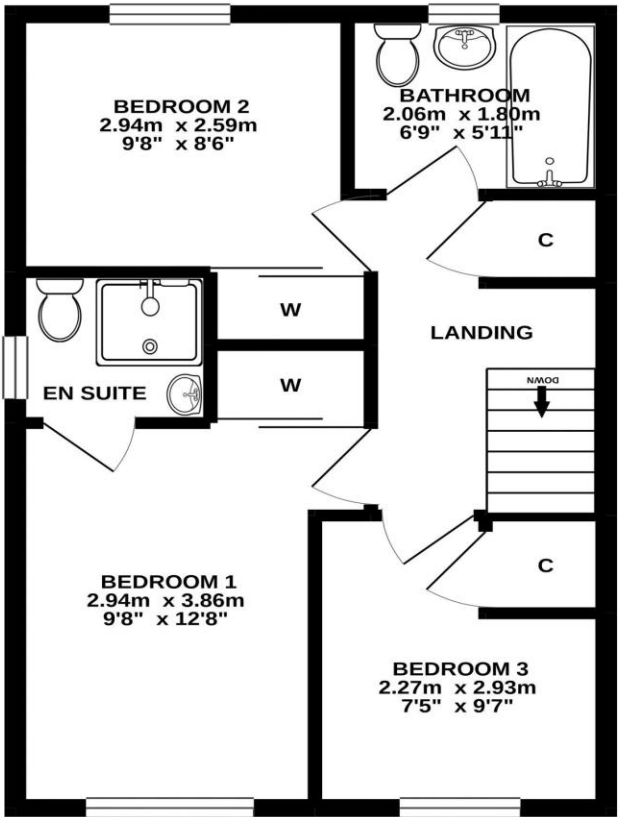 BEDROOM 2
2.94m x 2.59m
9'8" x 8'6"
BATHROOM
2.06m x 1.80m
6'9" x 5'11"
C
W
LANDING
W
DOWN
EN SUITE
C
BEDROOM 1
2.94m x 3.86m
9'8" x 12'8"
BEDROOM 3
2.27m x 2.93m
7'5" x 9'7"